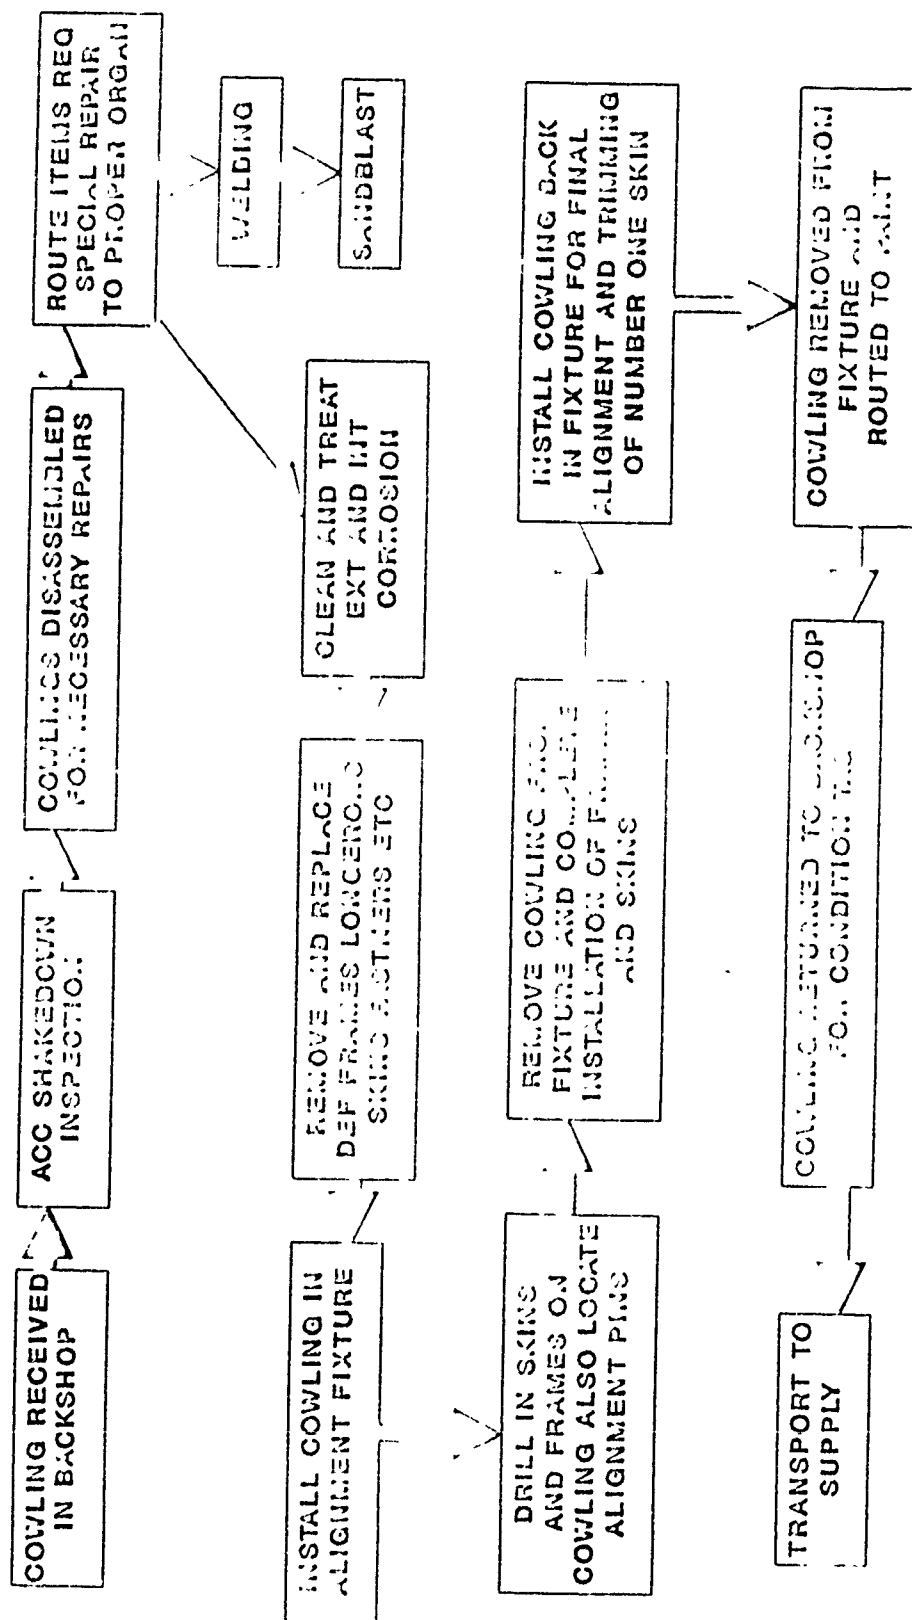 COWLING RECEIVED
IN BACKSHOP
ACC SHAKEDOWN
INSPECTION
COWLINGS DISASSEMBLED
FOR NECESSARY REPAIRS
ROUTE ITEMS REQ
SPECIAL REPAIR
TO PROPER ORGAN
WELDING
SANDBLAST
INSTALL COWLING IN
ALIGNMENT FIXTURE
REMOVE AND REPLACE
DEF FRAMES LONGERONS
SKINS FASTNERS ETC
CLEAN AND TREAT
EXT AND INT
CORROSION
DRILL IN SKINS
AND FRAMES ON
COWLING ALSO LOCATE
ALIGNMENT PINS
REMOVE COWLING FROM
FIXTURE AND COMPLETE
INSTALLATION OF FRAMES
AND SKINS
INSTALL COWLING BACK
IN FIXTURE FOR FINAL
ALIGNMENT AND TRIMMING
OF NUMBER ONE SKIN
TRANSPORT TO
SUPPLY
COWLING RETURNED TO BACKSHOP
FOR CONDITION TAG
COWLING REMOVED FROM
FIXTURE AND
ROUTED TO PAINT